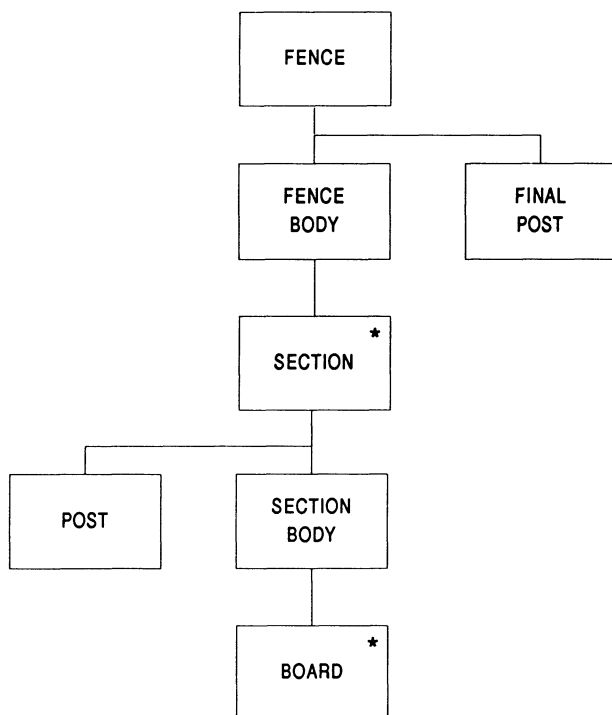 FENCE
FENCE
BODY
FINAL
POST
*
SECTION
POST
SECTION
BODY
*
BOARD